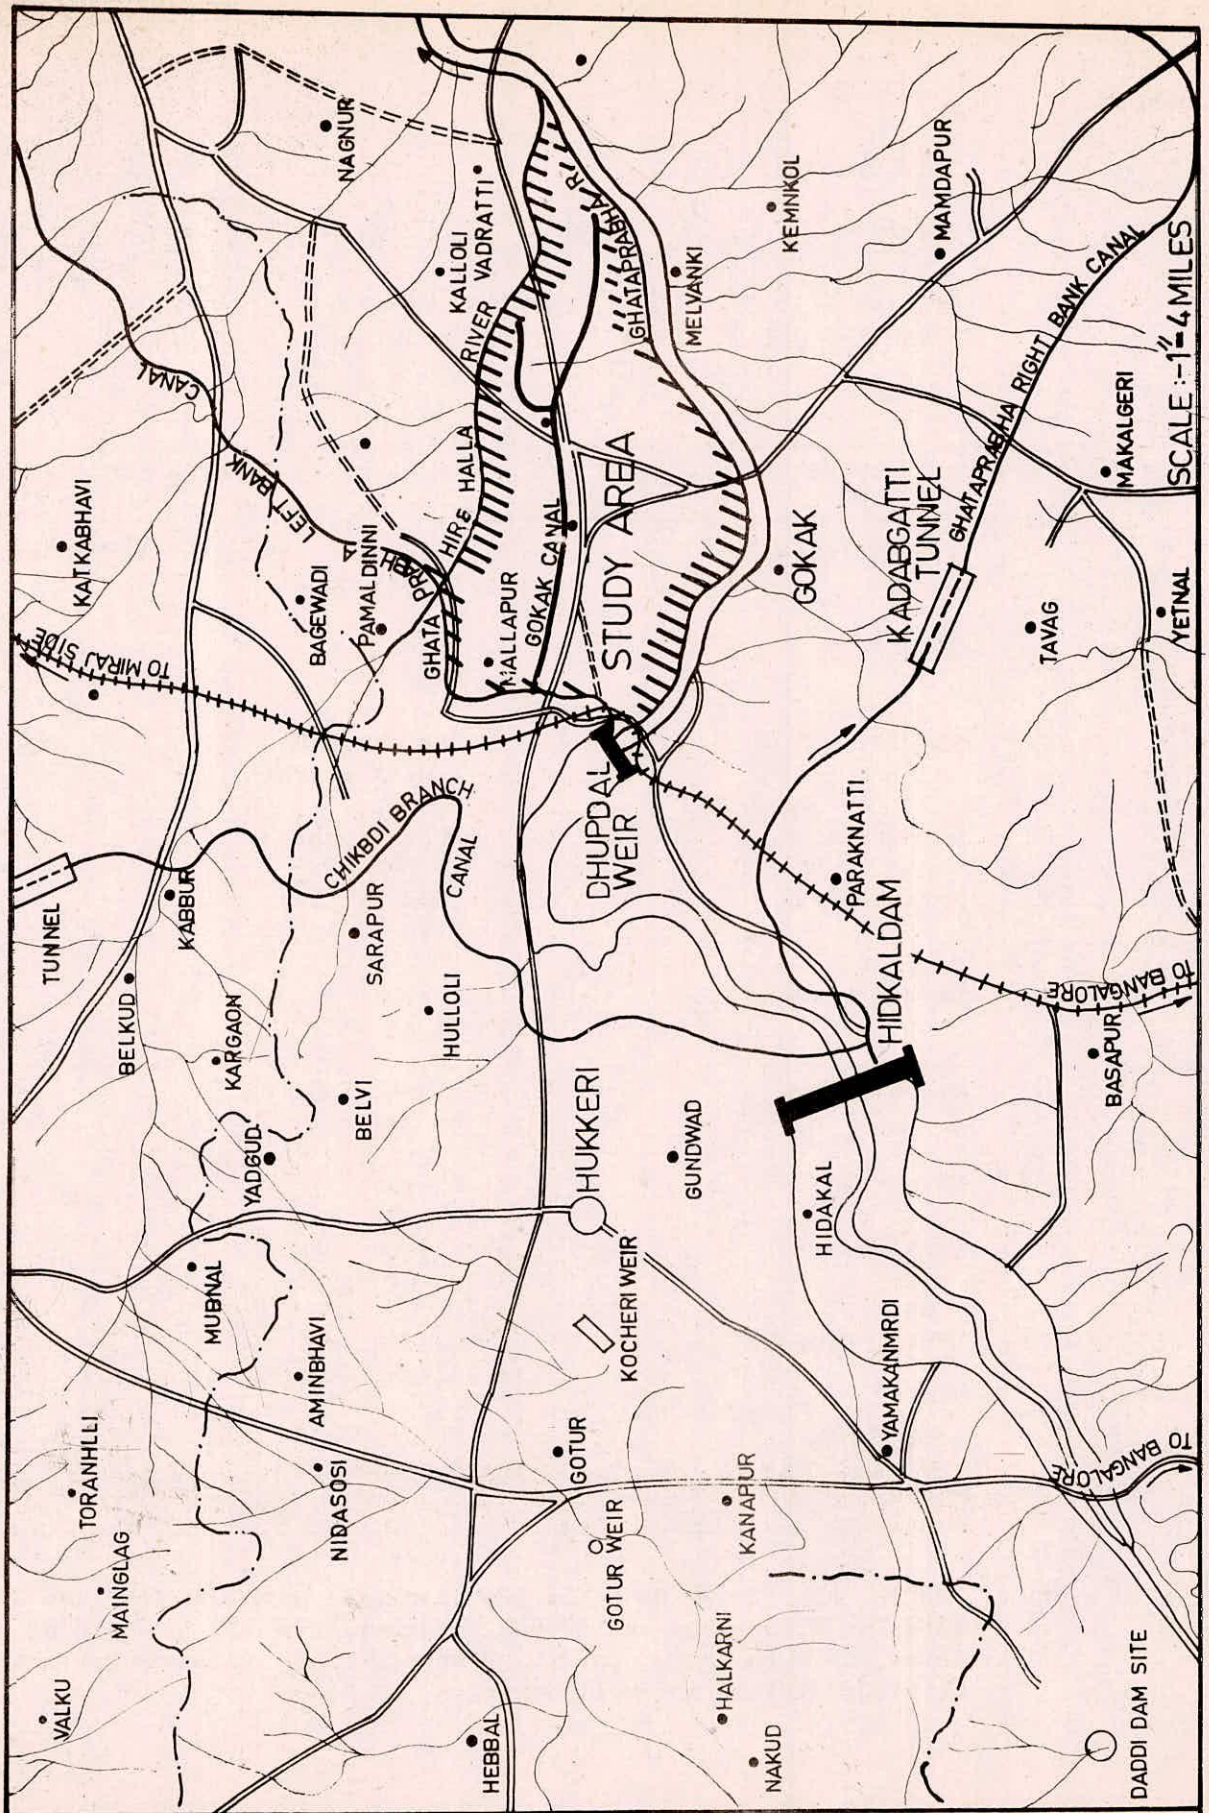 VALKU
MAINGLAG
TORANHLLI
MUBNAL
YADGUD
KARGAON
BELKUD
TUNNEL
KABBUR
KATKABHAVI
TO MIRAJ SIDE
CANAL
LEFT BANK
NAGNUR
NIDASOSI
AMINBHAVI
BELVI
SARAPUR
CHIKBDI BRANCH
CANAL
BAGEWADI
PAMALDINNI
HULLOLI
HEBBAL
GHATA
PRABH
HIRE HALLA
RIVER
KALLOLI
VADRATTI
MALLAPUR
GOKAK CANAL
STUDY AREA
GHATAPRABHA
GOTUR
GOTUR WEIR
KOCHERI WEIR
HUKKERI
DHUPDAL
WEIR
GUNDWAD
MELVANKI
KEMNKOL
GOKAK
HALKARNI
NAKUD
KANAPUR
HIDAKAL
YAMAKANMRDI
HIDKALDAM
PARAKNATTI
KADABGATTI
TUNNEL
MAMDAPUR
GHATAPRABHA RIGHT BANK CANAL
TAVAG
MAKALGERI
YETNAL
BASAPUR
TO BANGALORE
TO BANGALORE
DADDI DAM SITE
SCALE :-1"=4 MILES